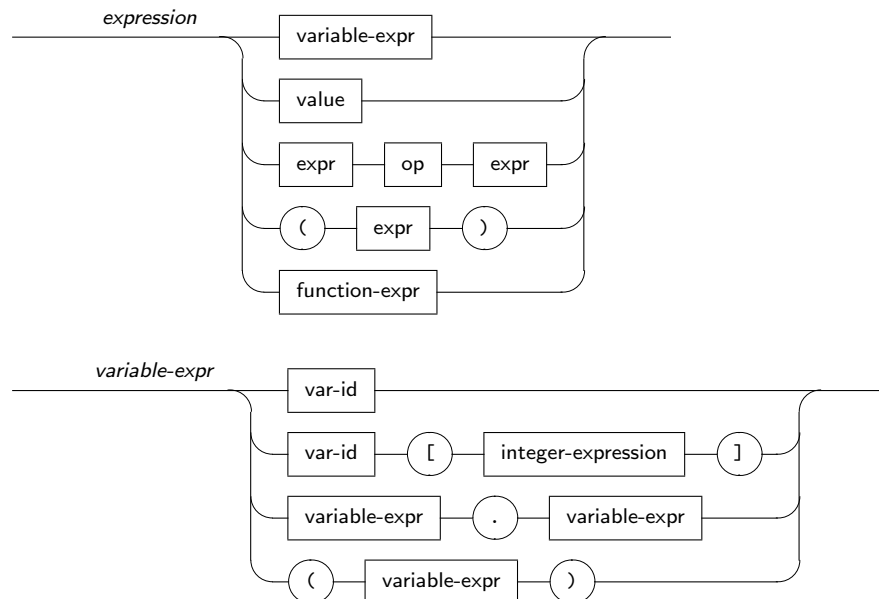 expression
variable-expr
value
expr op expr
( expr )
function-expr
variable-expr
var-id
var-id [ integer-expression ]
variable-expr . variable-expr
( variable-expr )